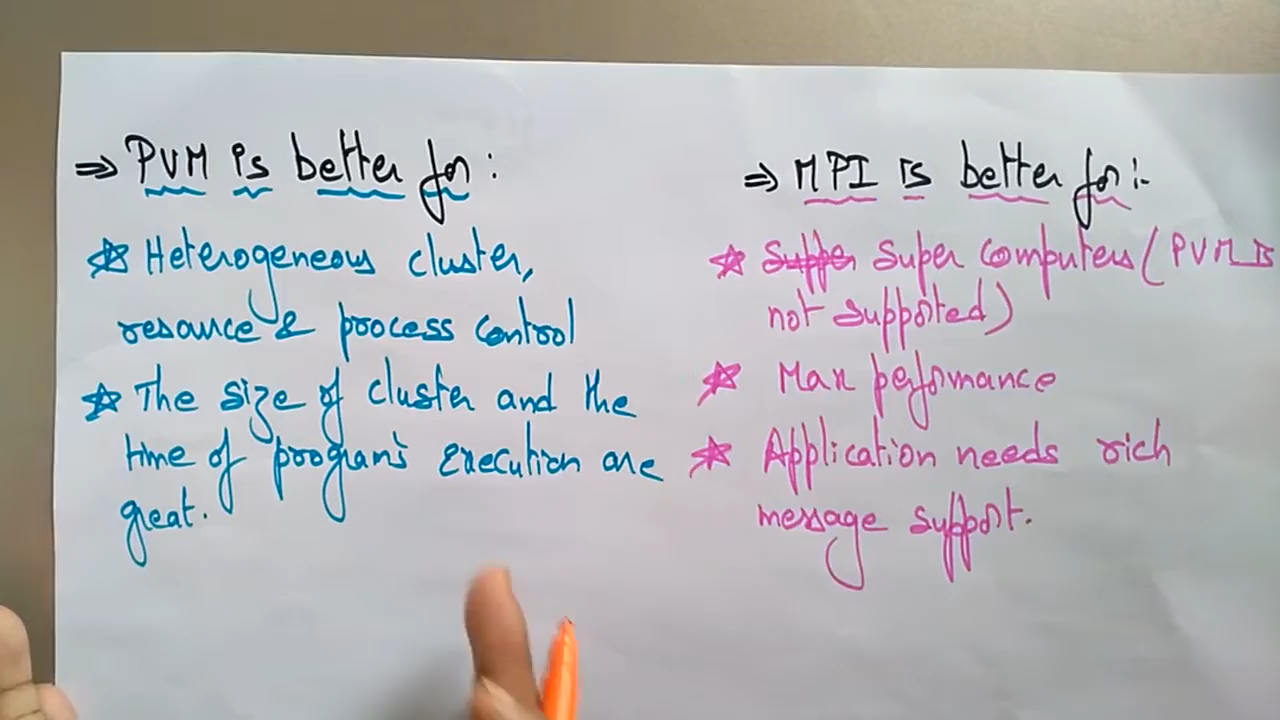 ⇒ PVM is better for:
☆ Heterogeneous cluster,
resource & process control
☆ The size of cluster and the
time of program's execution are
great.
⇒ MPI is better for:-
☆ Super computers (PVM is
not supported)
☆ Max performance
☆ Application needs rich
message support.